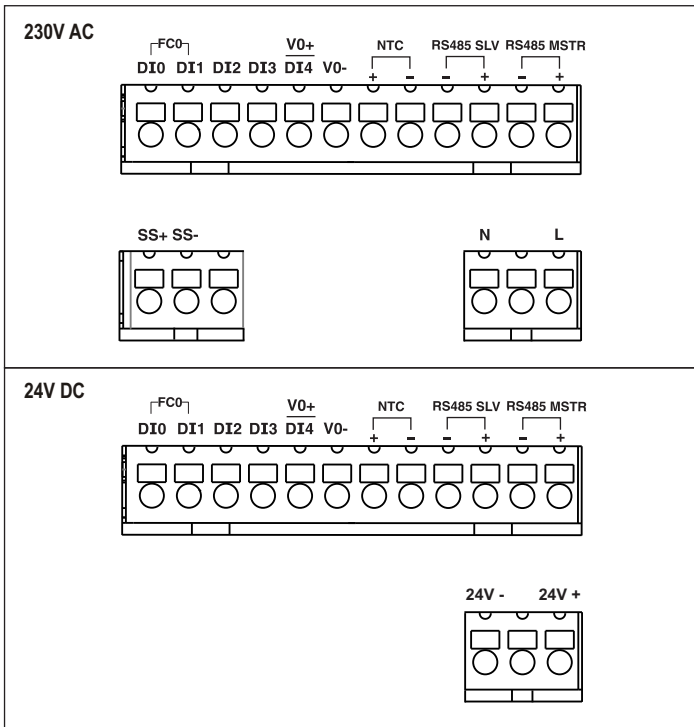 230V AC
FC0 V0+ NTC RS485 SLV RS485 MSTR
DI0 DI1 DI2 DI3 DI4 V0- + - - + - +
SS+ SS- N L
24V DC
FC0 V0+ NTC RS485 SLV RS485 MSTR
DI0 DI1 DI2 DI3 DI4 V0- + - - + - +
24V - 24V +